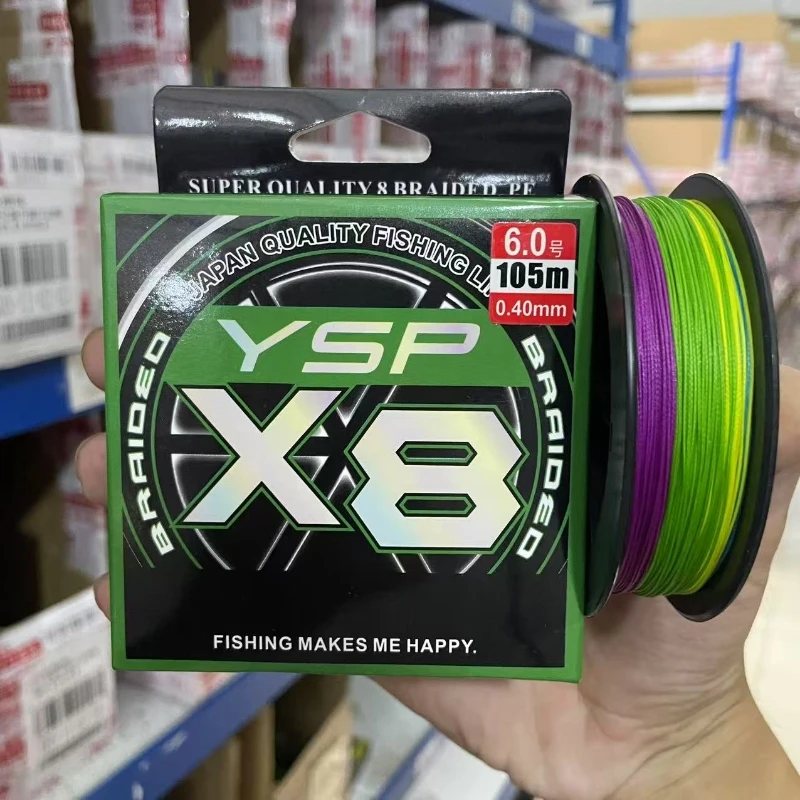 SUPER QUALITY 8 BRAIDED PE
JAPAN QUALITY FISHING LINE
6.0号
105m
0.40mm
YSP
BRAIDED
X8
BRAIDED
FISHING MAKES ME HAPPY.